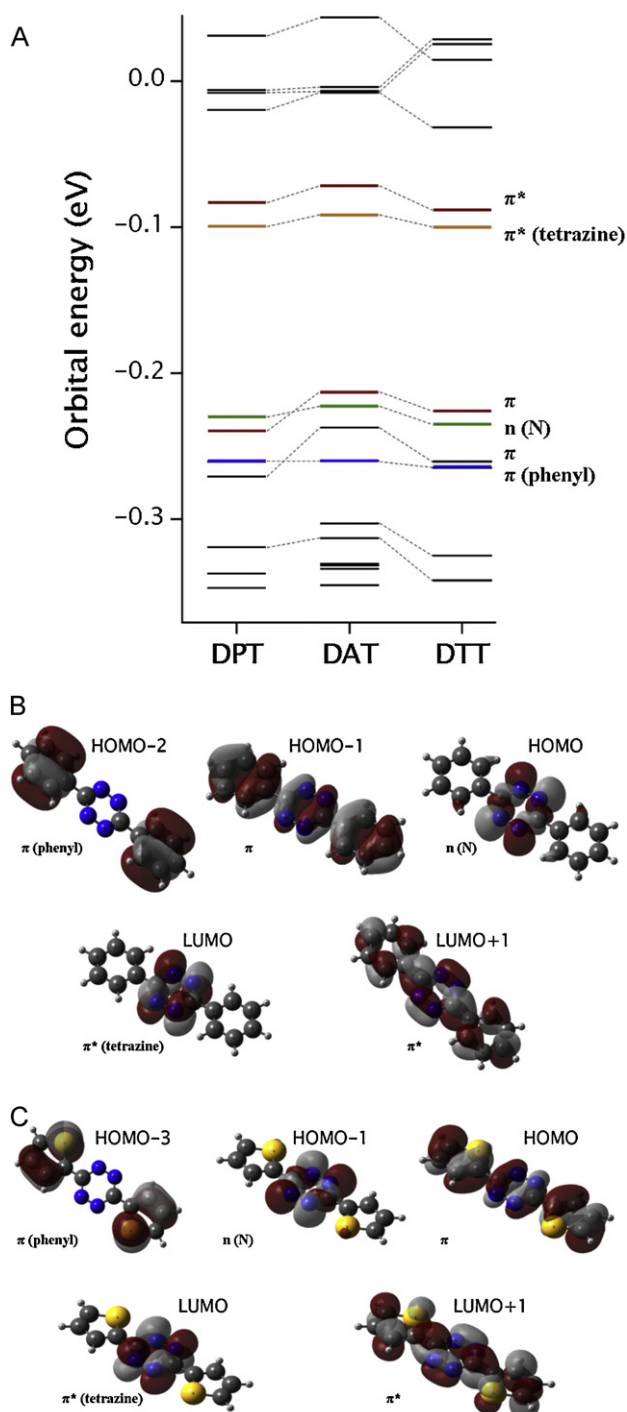 A
Orbital energy (eV)
0.0
−0.1
−0.2
−0.3
π*
π* (tetrazine)
π
n (N)
π
π (phenyl)
DPT DAT DTT
B
HOMO−2 HOMO−1 HOMO
π (phenyl) π n (N)
LUMO LUMO+1
π* (tetrazine) π*
C
HOMO−3 HOMO−1 HOMO
π (phenyl) n (N) π
LUMO LUMO+1
π* (tetrazine) π*